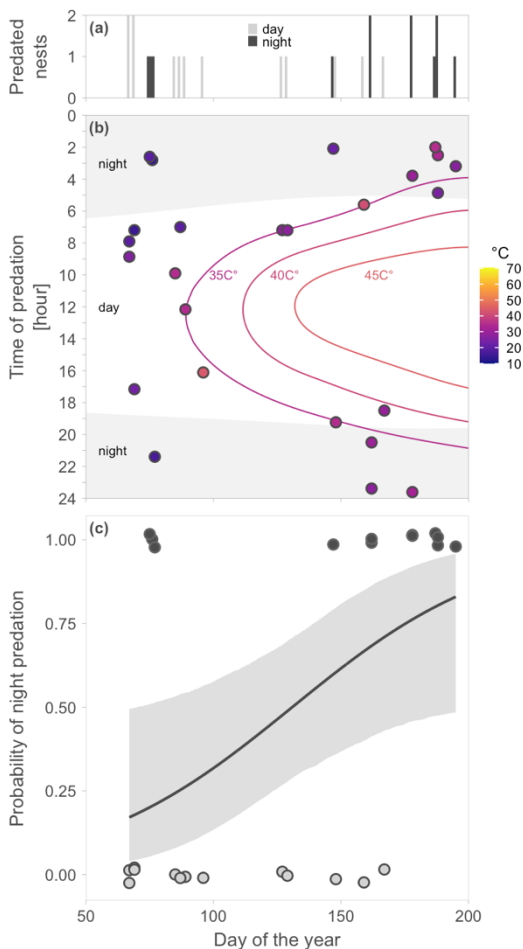 (a)
day
night
Predated
nests
2
1
0
(b)
0
2
4
6
8
10
12
14
16
18
20
22
24
night
day
night
35C°
40C°
45C°
Time of predation
[hour]
°C
70
60
50
40
30
20
10
(c)
1.00
0.75
0.50
0.25
0.00
Probability of night predation
50
100
150
200
Day of the year